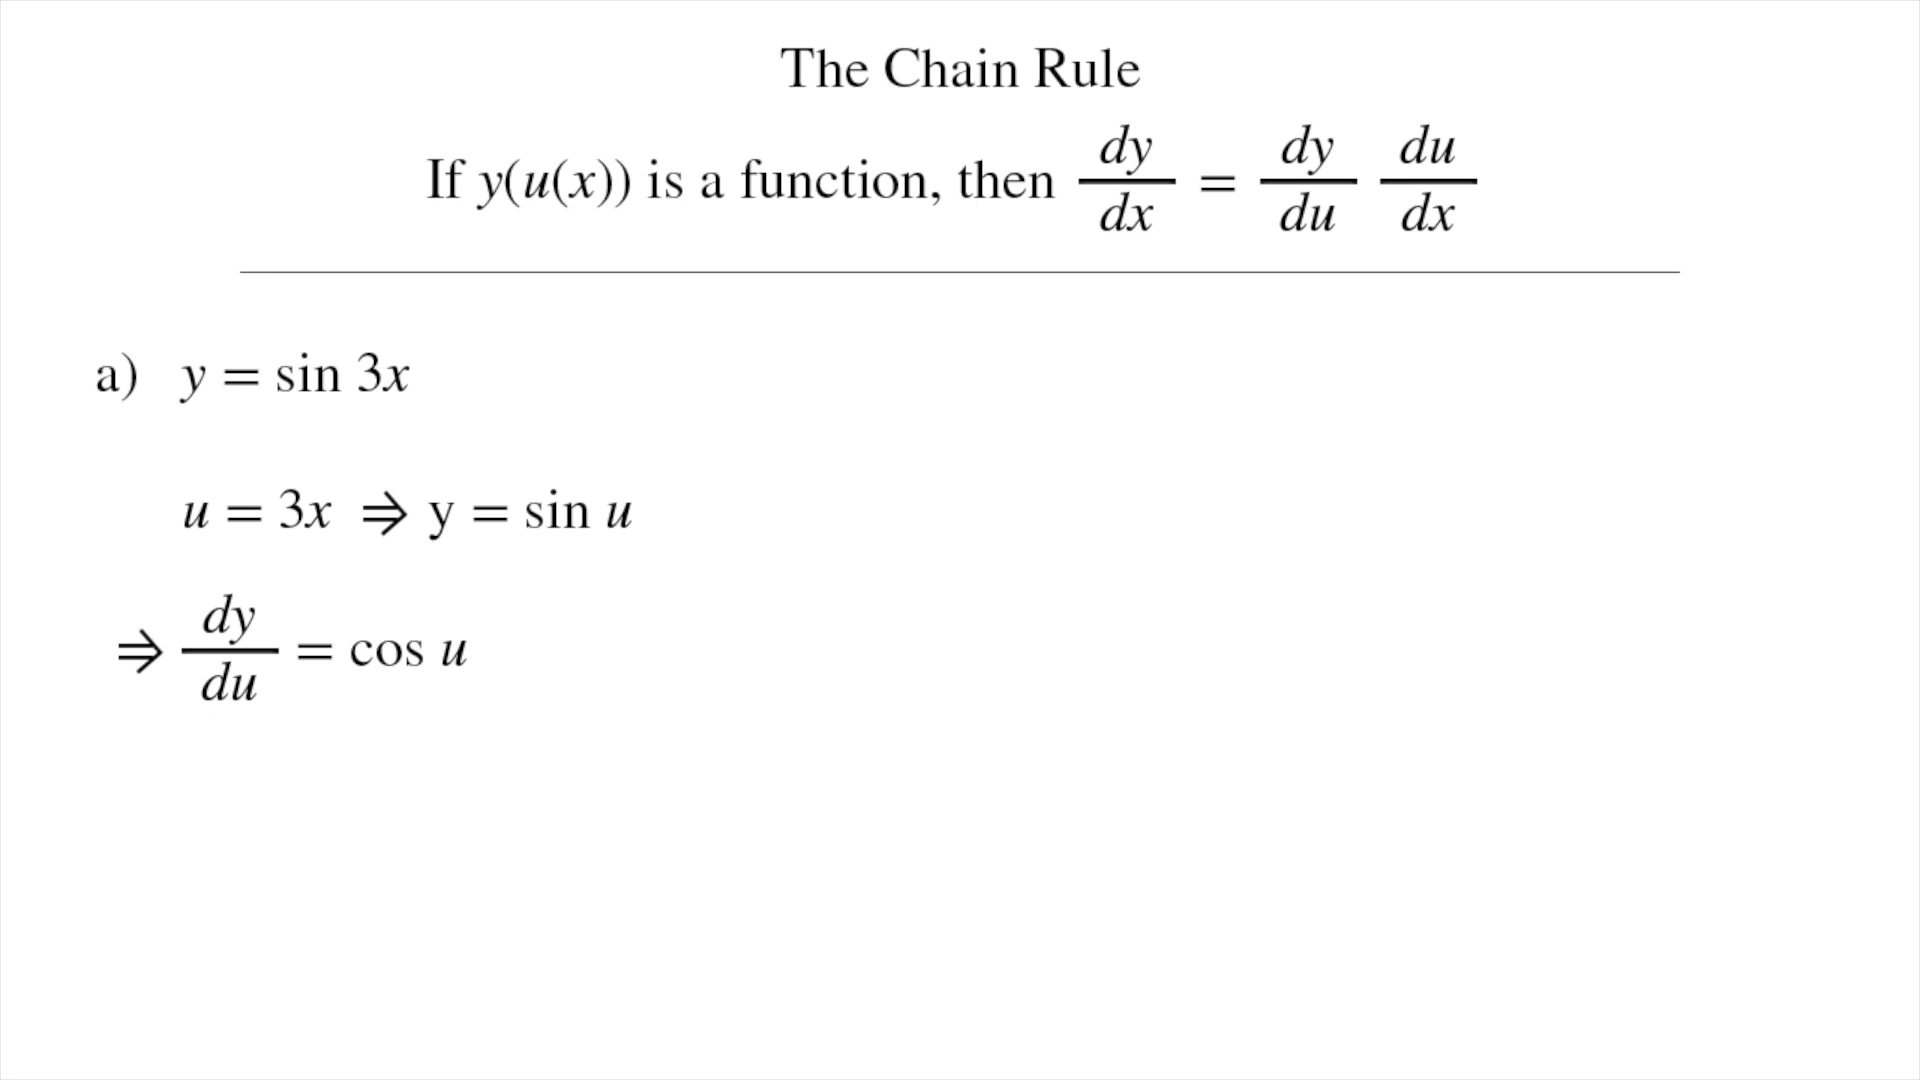 The Chain Rule
If y(u(x)) is a function, then dy/dx = dy/du du/dx
a) y = sin 3x
u = 3x ⇒ y = sin u
⇒ dy/du = cos u